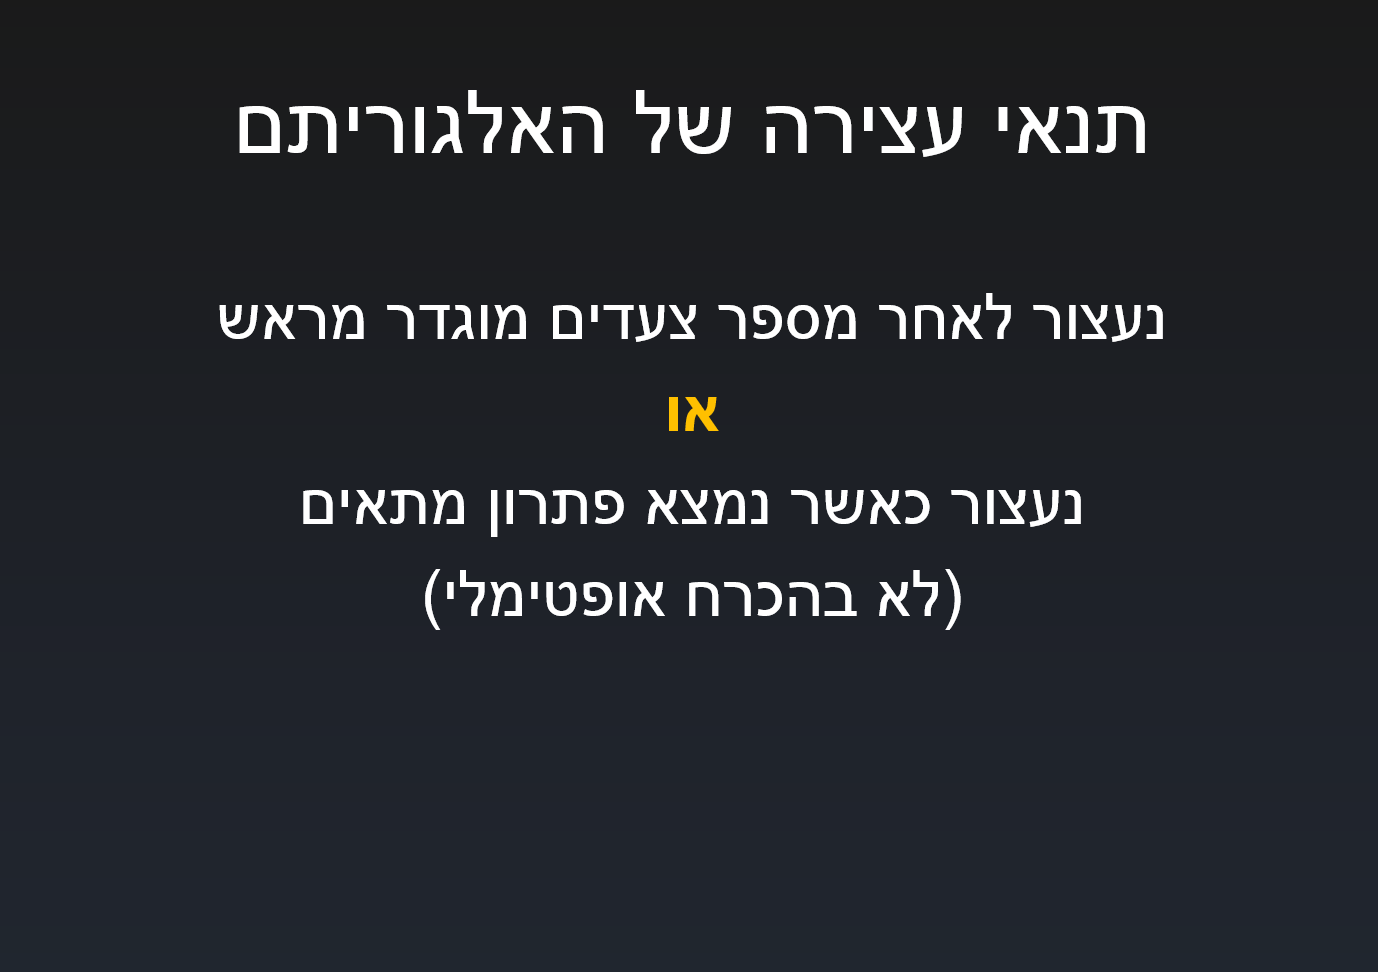 תנאי עצירה של האלגוריתם
נעצור לאחר מספר צעדים מוגדר מראש
או
נעצור כאשר נמצא פתרון מתאים
(לא בהכרח אופטימלי)